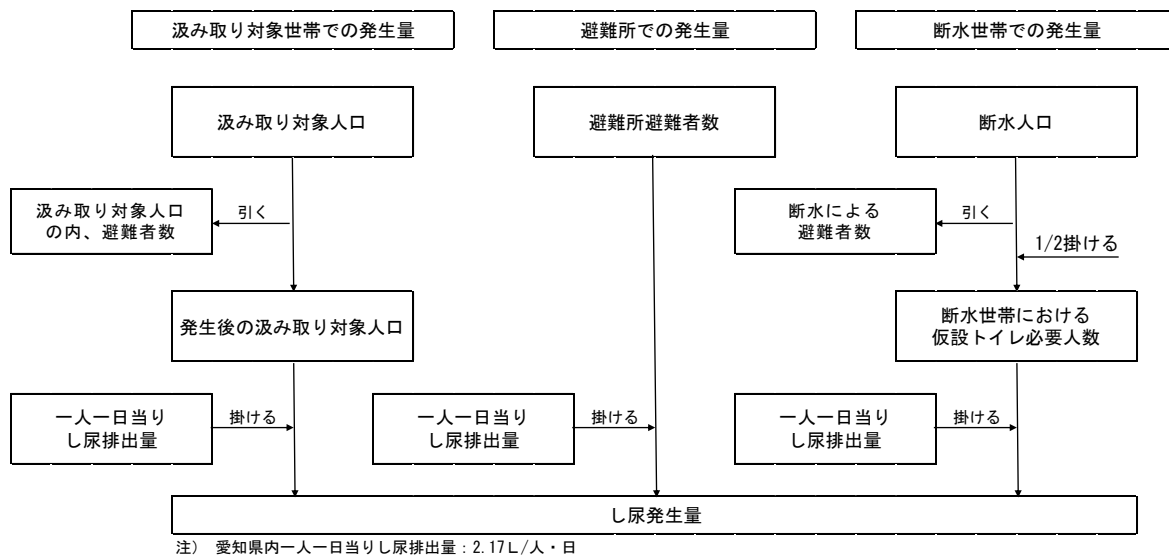 汲み取り対象世帯での発生量
避難所での発生量
断水世帯での発生量
汲み取り対象人口
避難所避難者数
断水人口
汲み取り対象人口
の内、避難者数
引く
断水による
避難者数
引く
1/2掛ける
発生後の汲み取り対象人口
断水世帯における
仮設トイレ必要人数
一人一日当り
し尿排出量
掛ける
一人一日当り
し尿排出量
掛ける
一人一日当り
し尿排出量
掛ける
し尿発生量
注） 愛知県内一人一日当りし尿排出量：2.17L/人・日